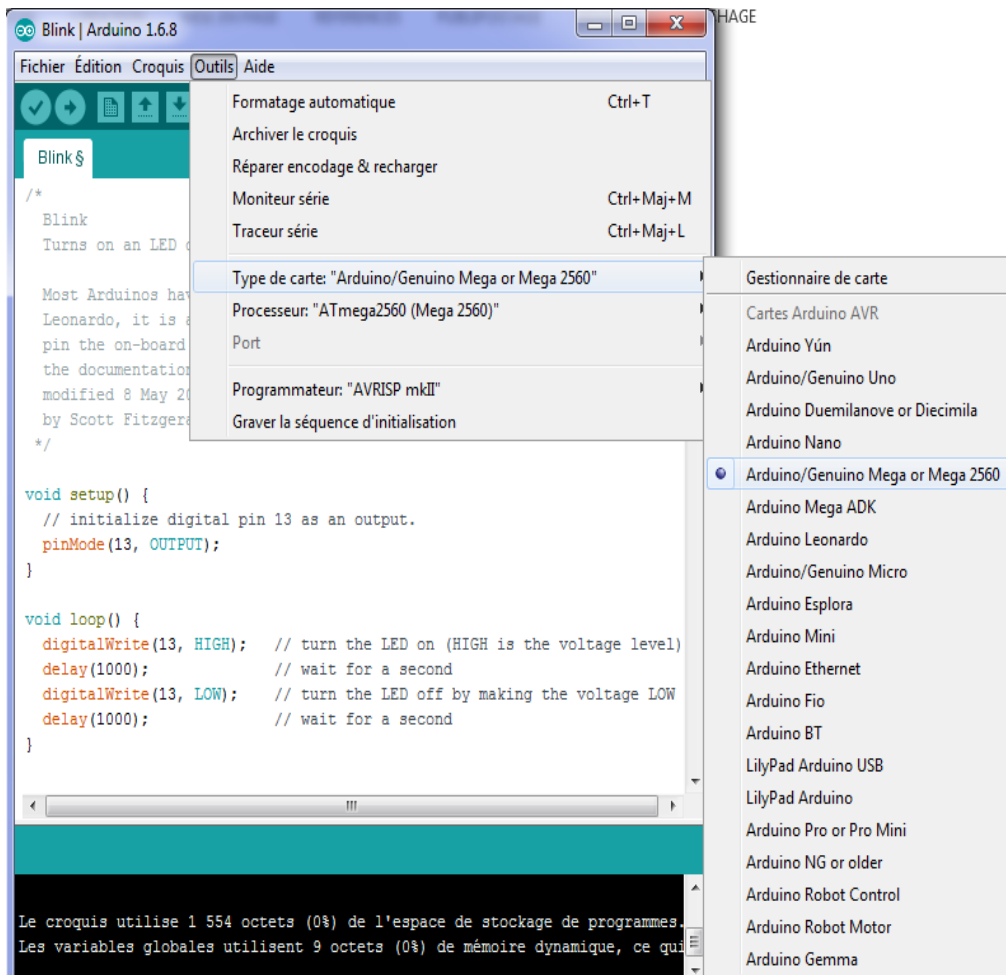 HAGE
Blink | Arduino 1.6.8
Fichier Édition Croquis Outils Aide
Formatage automatique Ctrl+T
Archiver le croquis
Réparer encodage & recharger
Moniteur série Ctrl+Maj+M
Traceur série Ctrl+Maj+L
Type de carte: "Arduino/Genuino Mega or Mega 2560"
Processeur: "ATmega2560 (Mega 2560)"
Port
Programmateur: "AVRISP mkII"
Graver la séquence d'initialisation
Gestionnaire de carte
Cartes Arduino AVR
Arduino Yún
Arduino/Genuino Uno
Arduino Duemilanove or Diecimila
Arduino Nano
Arduino/Genuino Mega or Mega 2560
Arduino Mega ADK
Arduino Leonardo
Arduino/Genuino Micro
Arduino Esplora
Arduino Mini
Arduino Ethernet
Arduino Fio
Arduino BT
LilyPad Arduino USB
LilyPad Arduino
Arduino Pro or Pro Mini
Arduino NG or older
Arduino Robot Control
Arduino Robot Motor
Arduino Gemma
Blink §
/*
Blink
Turns on an LED
Most Arduinos hav
Leonardo, it is a
pin the on-board
the documentation
modified 8 May 20
by Scott Fitzgera
*/
void setup() {
// initialize digital pin 13 as an output.
pinMode(13, OUTPUT);
}
void loop() {
digitalWrite(13, HIGH); // turn the LED on (HIGH is the voltage level)
delay(1000); // wait for a second
digitalWrite(13, LOW); // turn the LED off by making the voltage LOW
delay(1000); // wait for a second
}
Le croquis utilise 1 554 octets (0%) de l'espace de stockage de programmes.
Les variables globales utilisent 9 octets (0%) de mémoire dynamique, ce qui